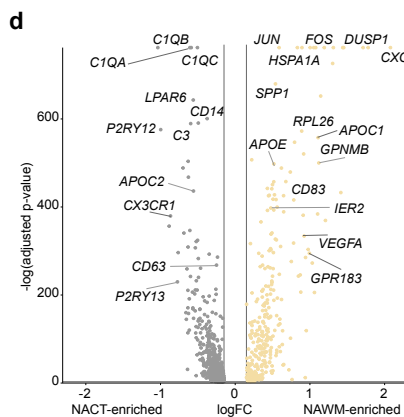 d
C1QB
JUN
FOS
DUSP1
C1QA
C1QC
HSPA1A
CXC
LPAR6
SPP1
CD14
600
P2RY12
RPL26
C3
APOC1
APOE
GPNMB
APOC2
CD83
400
IER2
CX3CR1
VEGFA
CD63
GPR183
200
P2RY13
0
-log(adjusted p-value)
-2
-1
0
1
2
NACT-enriched
logFC
NAWM-enriched